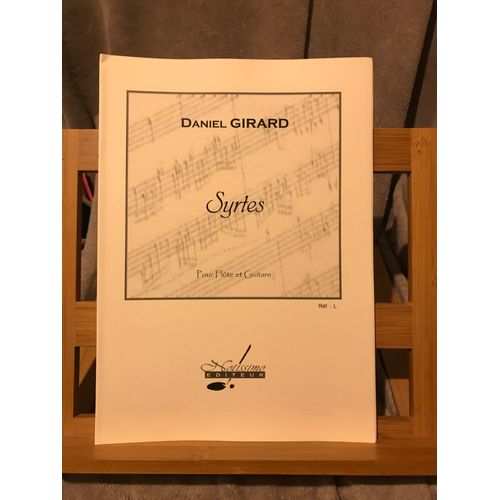 DANIEL GIRARD
Syrtes
Pour Flûte et Guitare
Réf. : L
Notissimo
EDITEUR